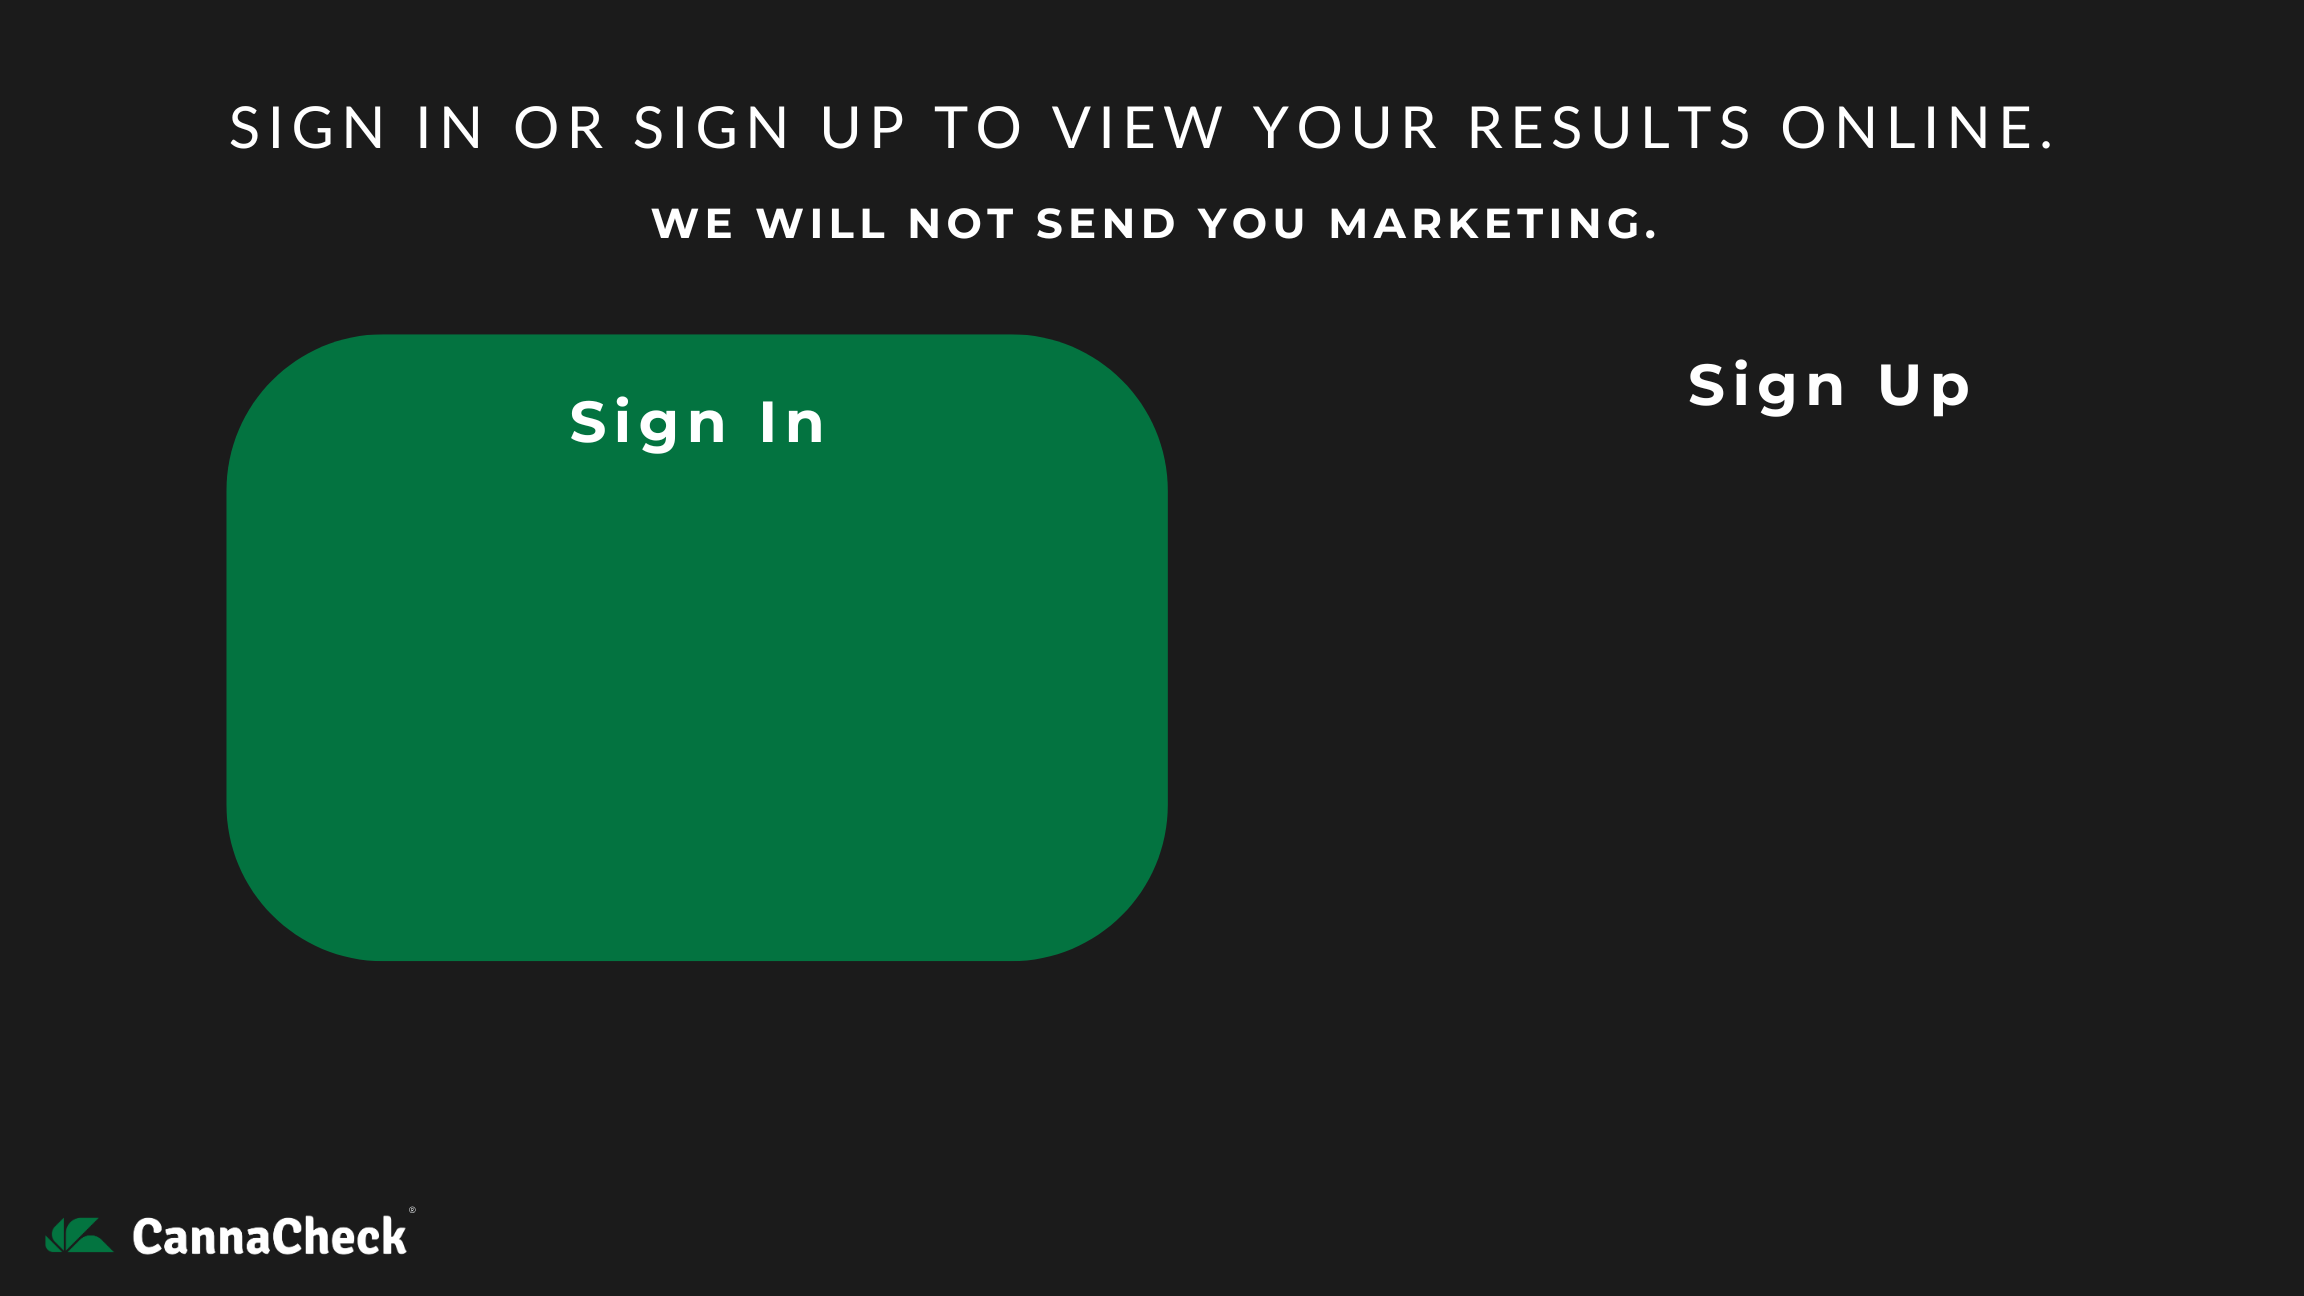 SIGN IN OR SIGN UP TO VIEW YOUR RESULTS ONLINE.
WE WILL NOT SEND YOU MARKETING.
Sign In
Sign Up
CannaCheck®